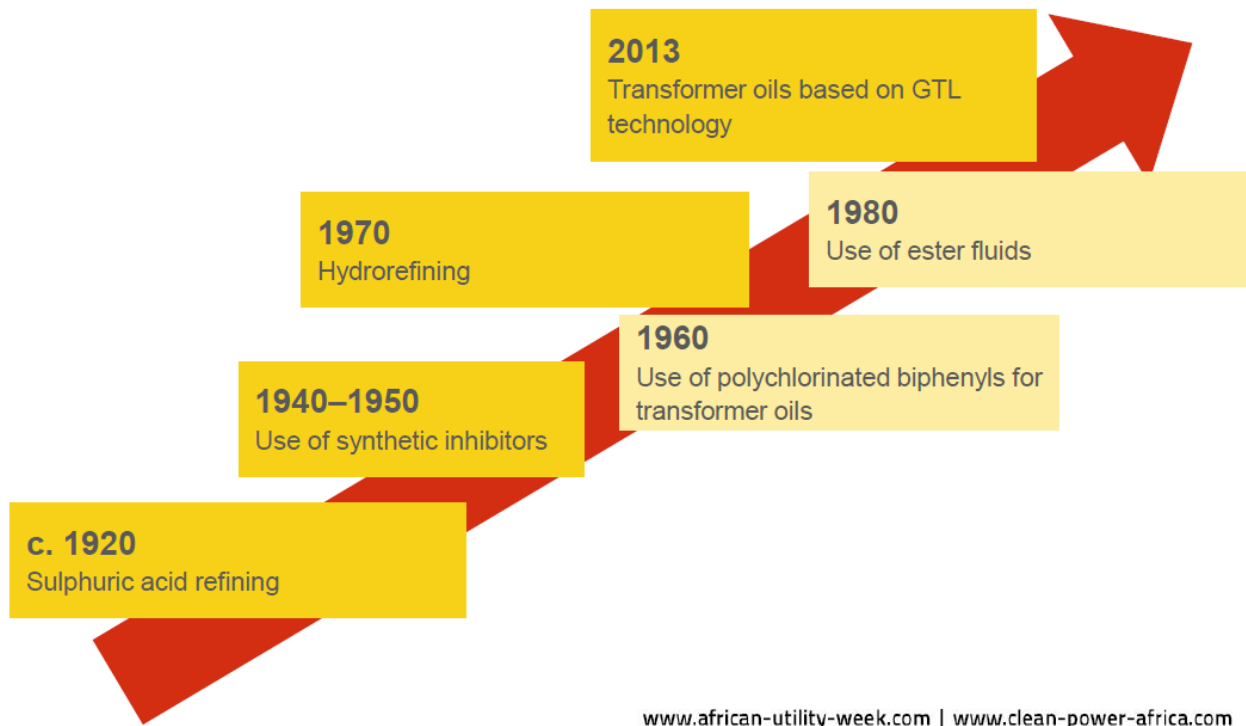 2013
Transformer oils based on GTL
technology
1970
Hydrorefining
1980
Use of ester fluids
1960
Use of polychlorinated biphenyls for
transformer oils
1940–1950
Use of synthetic inhibitors
c. 1920
Sulphuric acid refining
www.african-utility-week.com | www.clean-power-africa.com